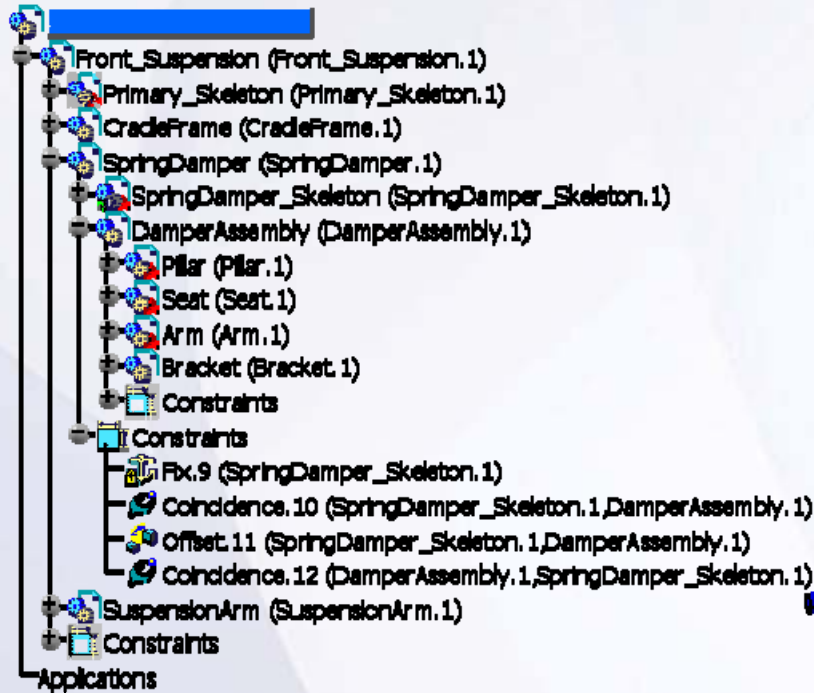 Front_Suspension (Front_Suspension.1)
Primary_Skeleton (Primary_Skeleton.1)
CradleFrame (CradleFrame.1)
SpringDamper (SpringDamper.1)
SpringDamper_Skeleton (SpringDamper_Skeleton.1)
DamperAssembly (DamperAssembly.1)
Pillar (Pillar.1)
Seat (Seat.1)
Arm (Arm.1)
Bracket (Bracket.1)
Constraints
Constraints
Fix.9 (SpringDamper_Skeleton.1)
Coincidence.10 (SpringDamper_Skeleton.1,DamperAssembly.1)
Offset.11 (SpringDamper_Skeleton.1,DamperAssembly.1)
Coincidence.12 (DamperAssembly.1,SpringDamper_Skeleton.1)
SuspensionArm (SuspensionArm.1)
Constraints
Applications